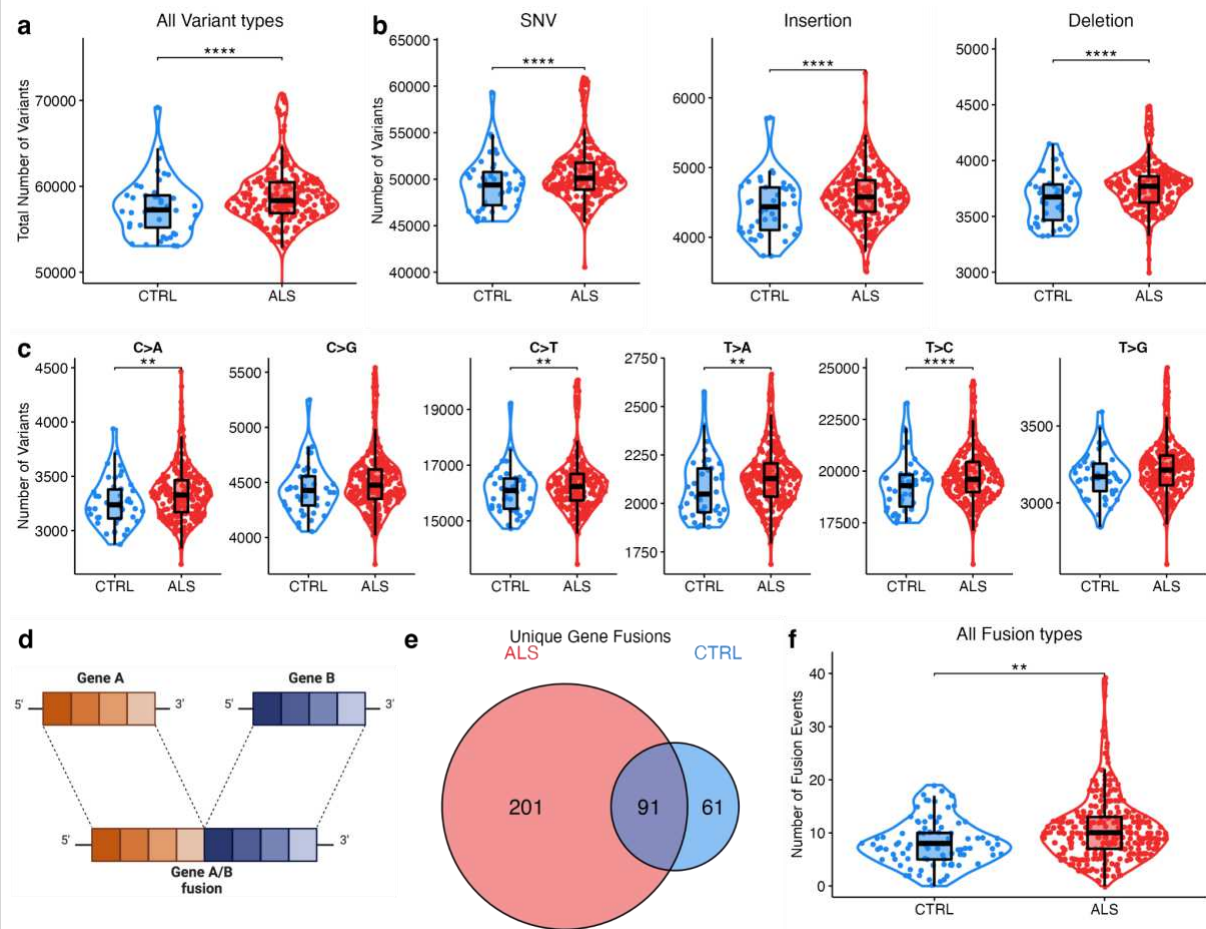 a
All Variant types
Total Number of Variants
70000
60000
50000
****
CTRL
ALS
b
SNV
Number of Variants
65000
60000
55000
50000
45000
40000
****
CTRL
ALS
Insertion
6000
5000
4000
****
CTRL
ALS
Deletion
5000
4500
4000
3500
3000
****
CTRL
ALS
c
C>A
Number of Variants
4500
4000
3500
3000
**
CTRL
ALS
C>G
5500
5000
4500
4000
CTRL
ALS
C>T
19000
17000
15000
**
CTRL
ALS
T>A
2750
2500
2250
2000
1750
**
CTRL
ALS
T>C
25000
22500
20000
17500
****
CTRL
ALS
T>G
3500
3000
CTRL
ALS
d
Gene A
Gene B
5'
3'
5'
3'
5'
3'
Gene A/B
fusion
e
Unique Gene Fusions
ALS
CTRL
201
91
61
f
All Fusion types
Number of Fusion Events
40
30
20
10
0
**
CTRL
ALS